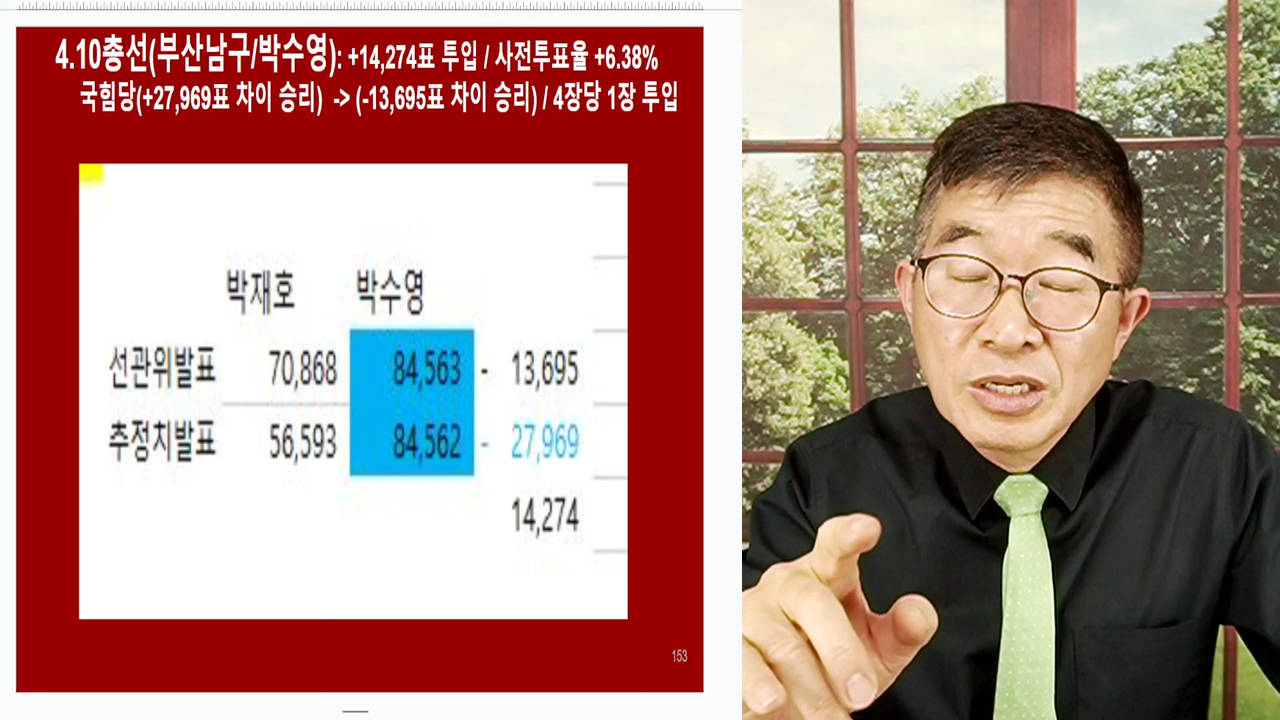 4.10총선(부산남구/박수영): +14,274표 투입 / 사전투표율 +6.38%
국힘당(+27,969표 차이 승리) -> (-13,695표 차이 승리) / 4장당 1장 투입
박재호 박수영
선관위발표 70,868 84,563 - 13,695
추정치발표 56,593 84,562 - 27,969
14,274
153